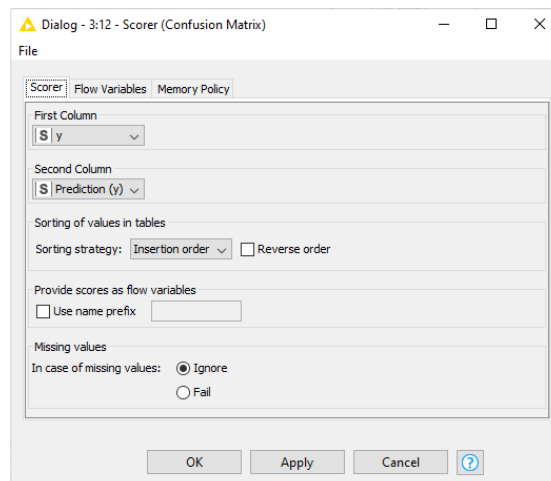 Dialog - 3:12 - Scorer (Confusion Matrix)
File
Scorer Flow Variables Memory Policy
First Column
S y
Second Column
S Prediction (y)
Sorting of values in tables
Sorting strategy: Insertion order Reverse order
Provide scores as flow variables
Use name prefix
Missing values
In case of missing values: Ignore
Fail
OK Apply Cancel ?